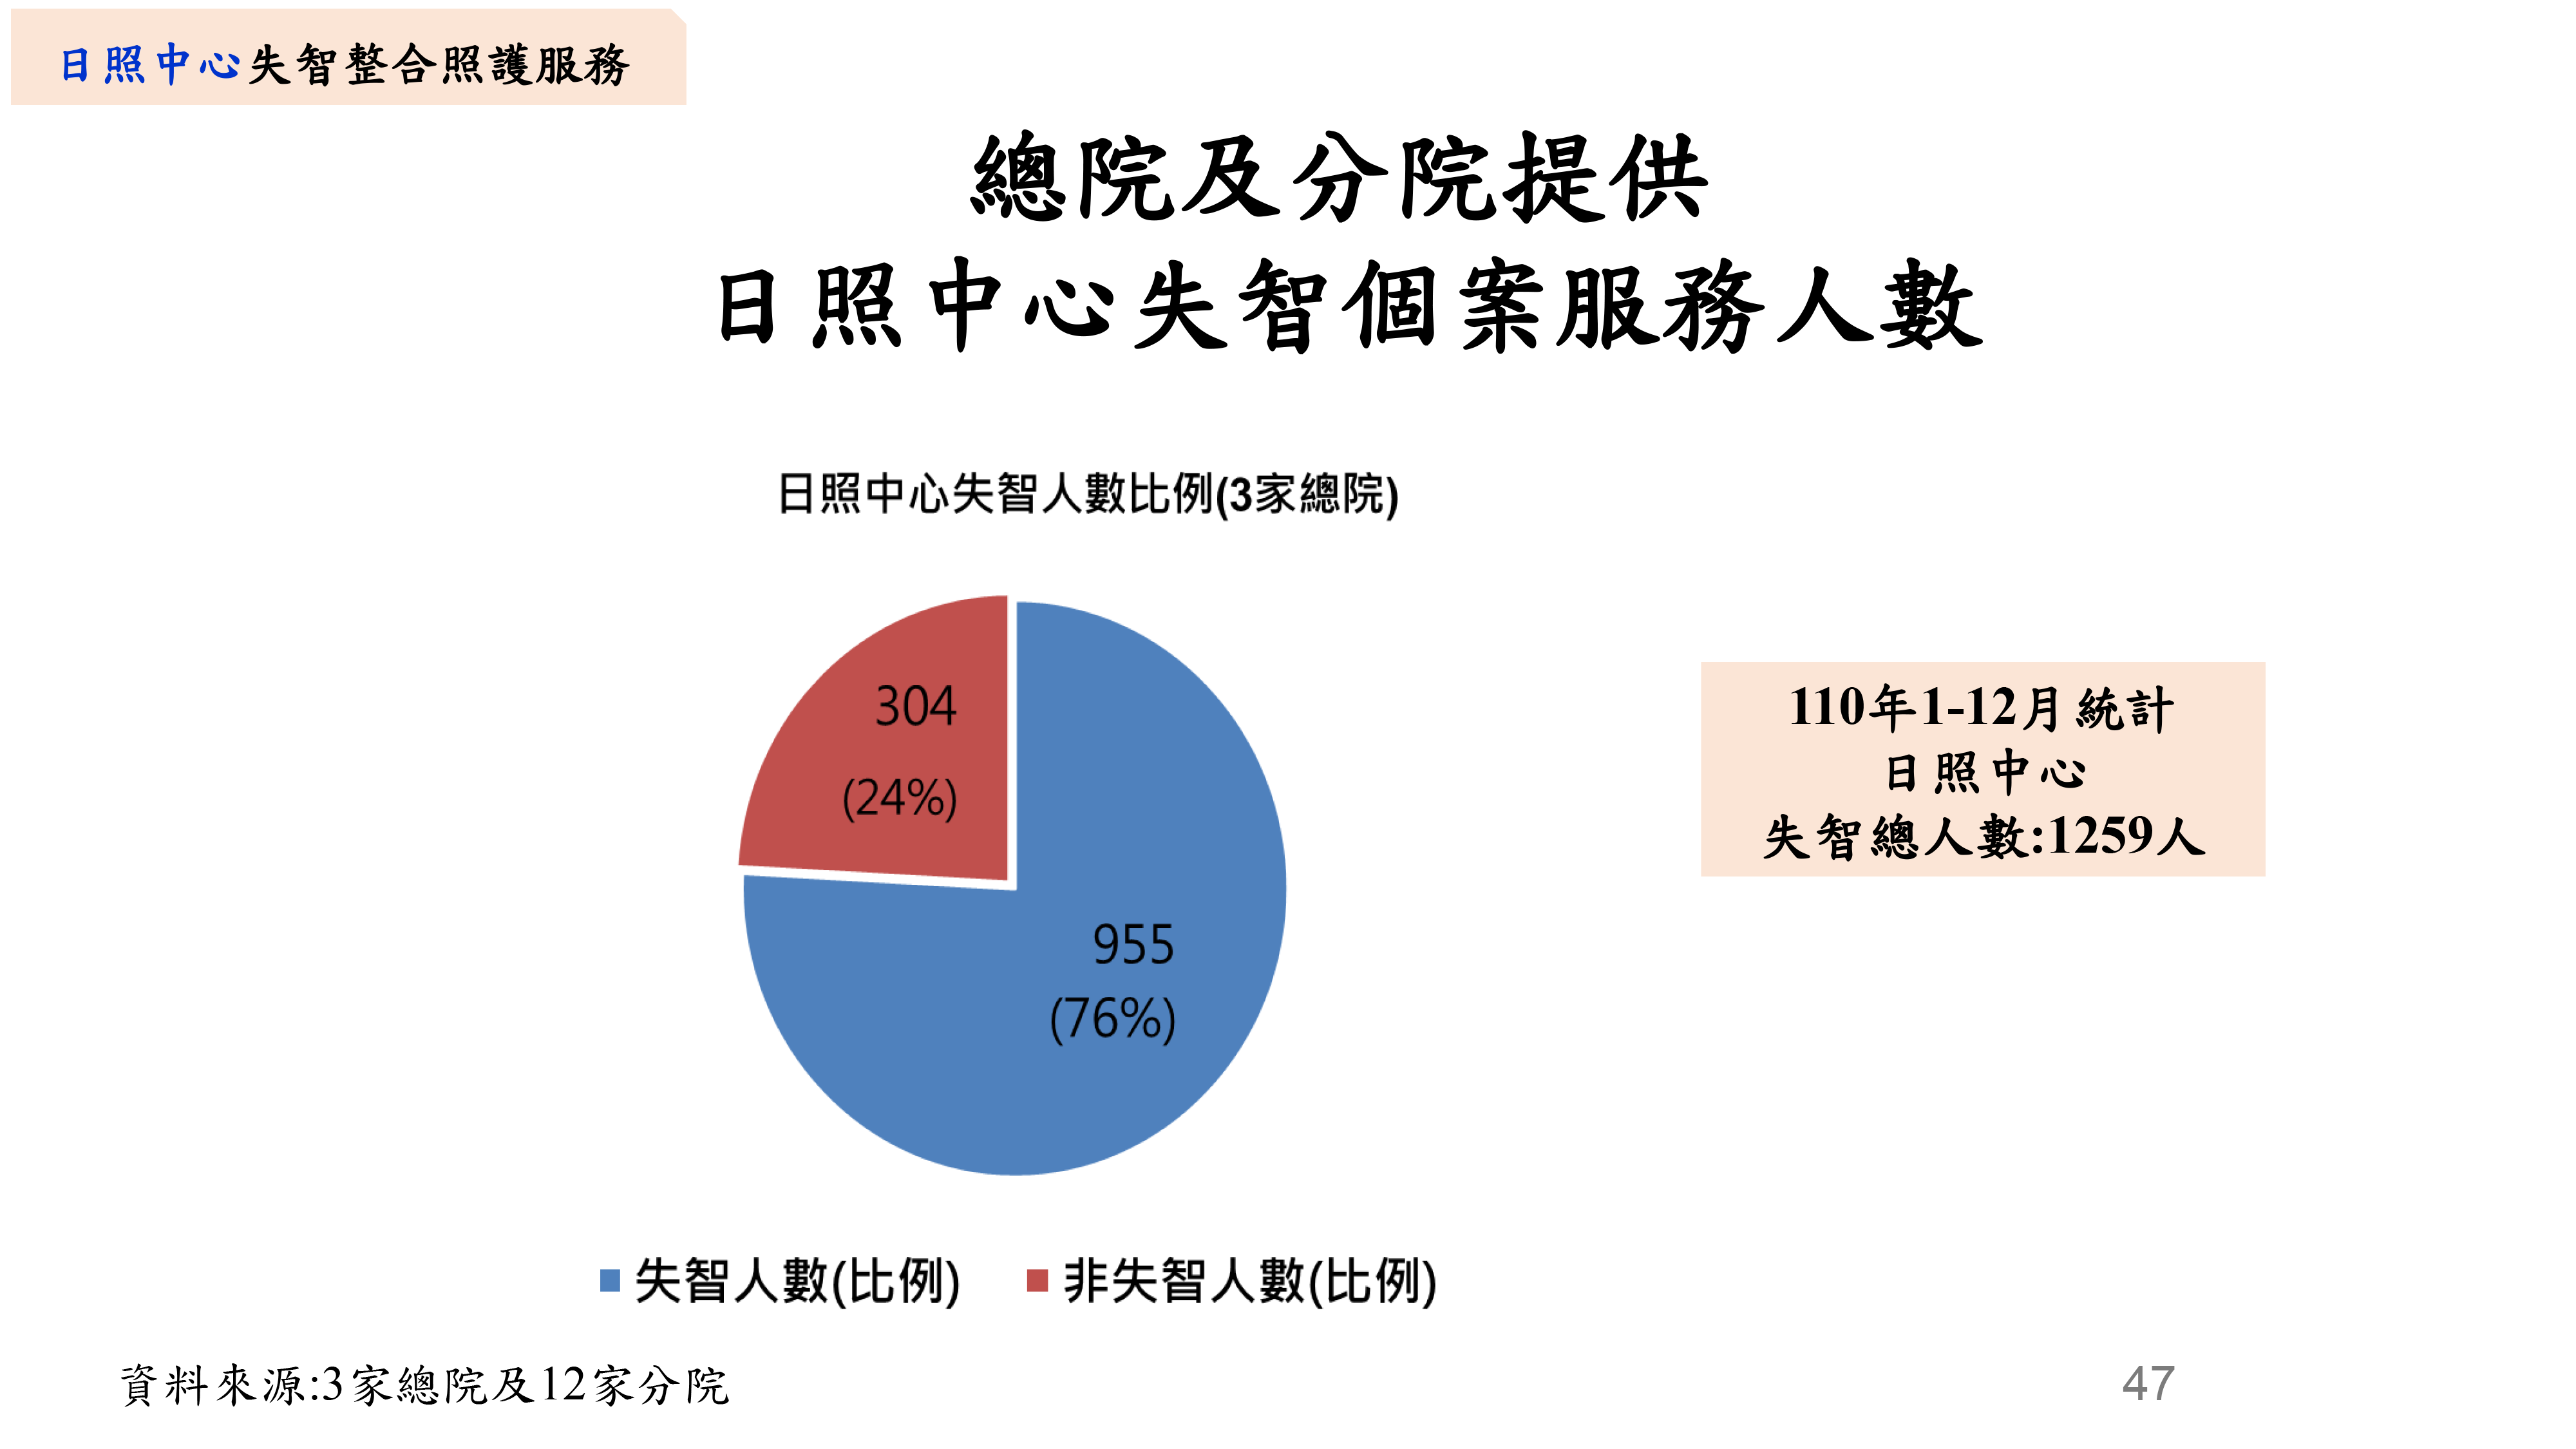 日照中心失智整合照護服務
總院及分院提供
日照中心失智個案服務人數
日照中心失智人數比例(3家總院)
304
(24%)
955
(76%)
失智人數(比例)
非失智人數(比例)
110年1-12月統計
日照中心
失智總人數:1259人
資料來源:3家總院及12家分院
47